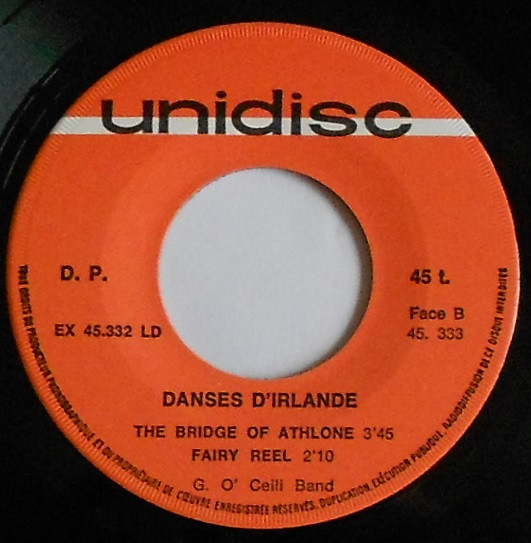 unidisc
D. P.
45 t.
EX 45.332 LD
Face B
45. 333
DANSES D'IRLANDE
THE BRIDGE OF ATHLONE 3'45
FAIRY REEL 2'10
G. O' Ceili Band
TOUS DROITS DU PRODUCTEUR PHONOGRAPHIQUE ET DU PROPRIÉTAIRE DE L'ŒUVRE ENREGISTRÉE RÉSERVÉS. DUPLICATION, EXÉCUTION PUBLIQUE, RADIODIFFUSION DE CE DISQUE INTERDITES